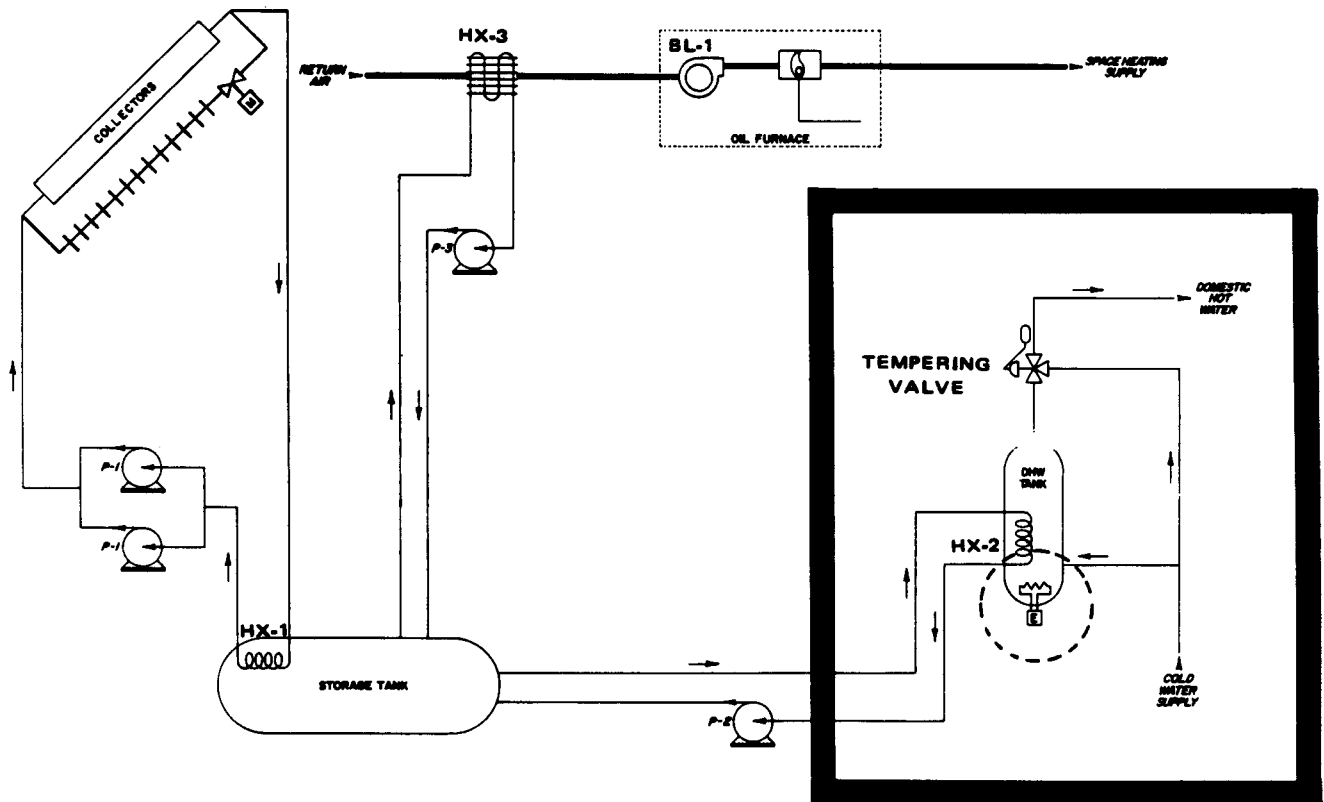 HX-3
BL-1
RETURN
AIR
SPACE HEATING
SUPPLY
COLLECTORS
M
OIL FURNACE
P-3
DOMESTIC
HOT
WATER
TEMPERING
VALVE
P-1
DHW
TANK
P-1
HX-2
E
HX-1
STORAGE TANK
COLD
WATER
SUPPLY
P-2